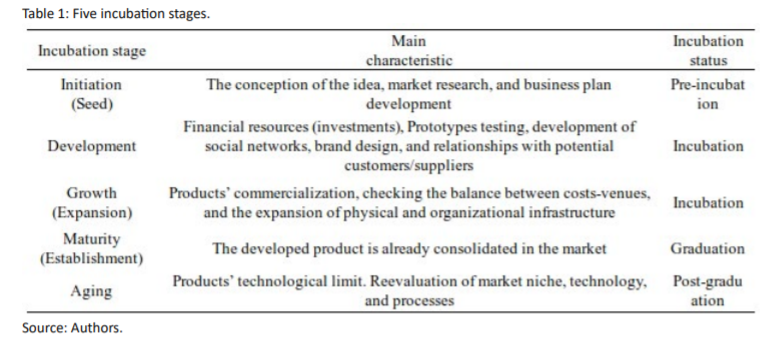 Table 1: Five incubation stages.
Incubation stage
Main
characteristic
Incubation
status
Initiation
(Seed)
The conception of the idea, market research, and business plan
development
Pre-incubat
ion
Development
Financial resources (investments), Prototypes testing, development of
social networks, brand design, and relationships with potential
customers/suppliers
Incubation
Growth
(Expansion)
Products' commercialization, checking the balance between costs-venues,
and the expansion of physical and organizational infrastructure
Incubation
Maturity
(Establishment)
The developed product is already consolidated in the market
Graduation
Aging
Products' technological limit. Reevaluation of market niche, technology,
and processes
Post-gradu
ation
Source: Authors.